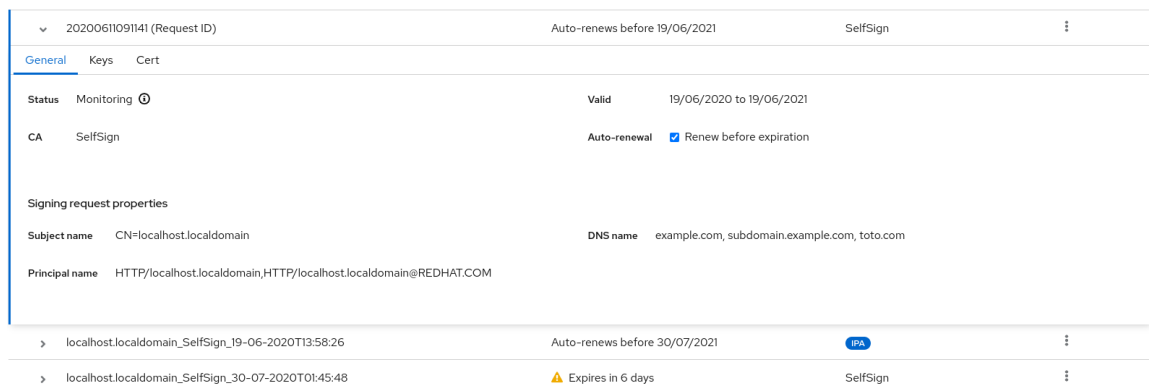 20200611091141 (Request ID) Auto-renews before 19/06/2021 SelfSign
General Keys Cert
Status Monitoring Valid 19/06/2020 to 19/06/2021
CA SelfSign Auto-renewal Renew before expiration
Signing request properties
Subject name CN=localhost.localdomain DNS name example.com, subdomain.example.com, toto.com
Principal name HTTP/localhost.localdomain,HTTP/localhost.localdomain@REDHAT.COM
localhost.localdomain_SelfSign_19-06-2020T13:58:26 Auto-renews before 30/07/2021 IPA
localhost.localdomain_SelfSign_30-07-2020T01:45:48 Expires in 6 days SelfSign